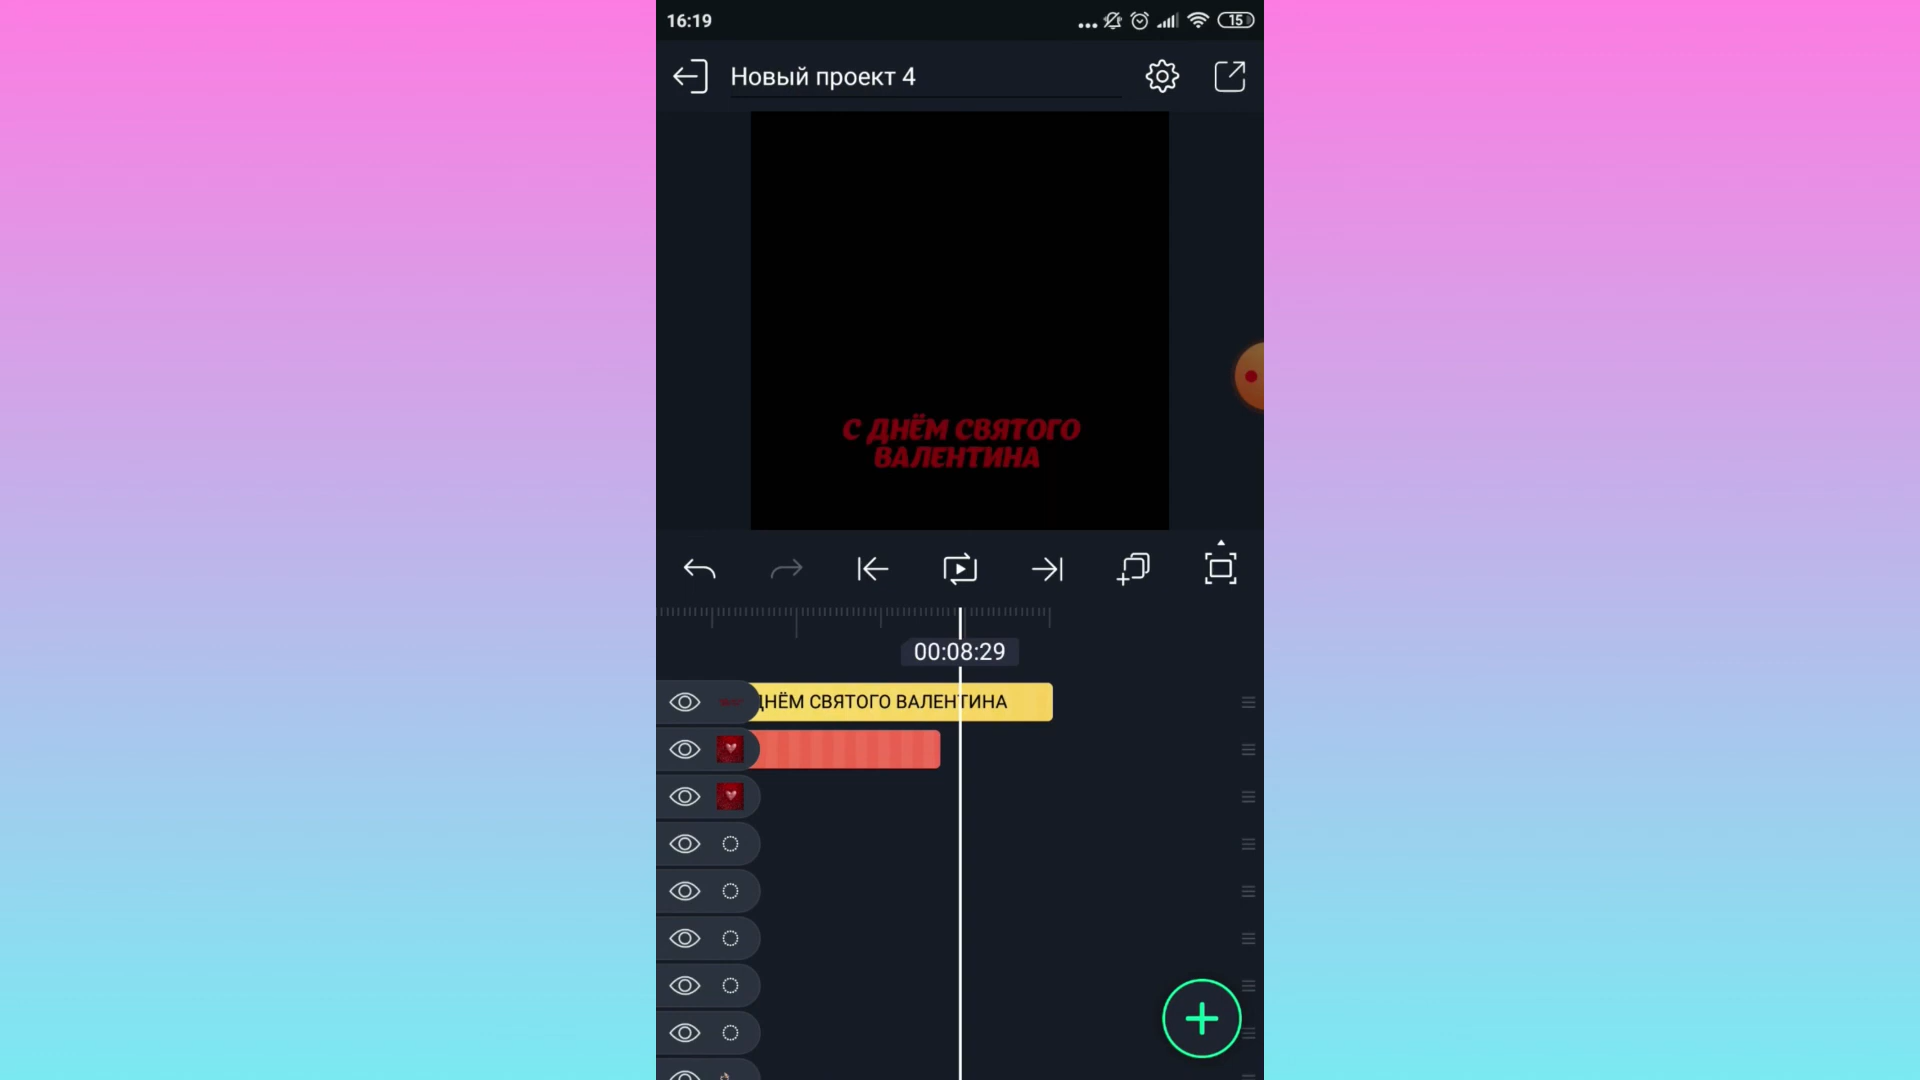 16:19
15
Новый проект 4
С ДНЁМ СВЯТОГО
ВАЛЕНТИНА
00:08:29
ДНЁМ СВЯТОГО ВАЛЕНТИНА